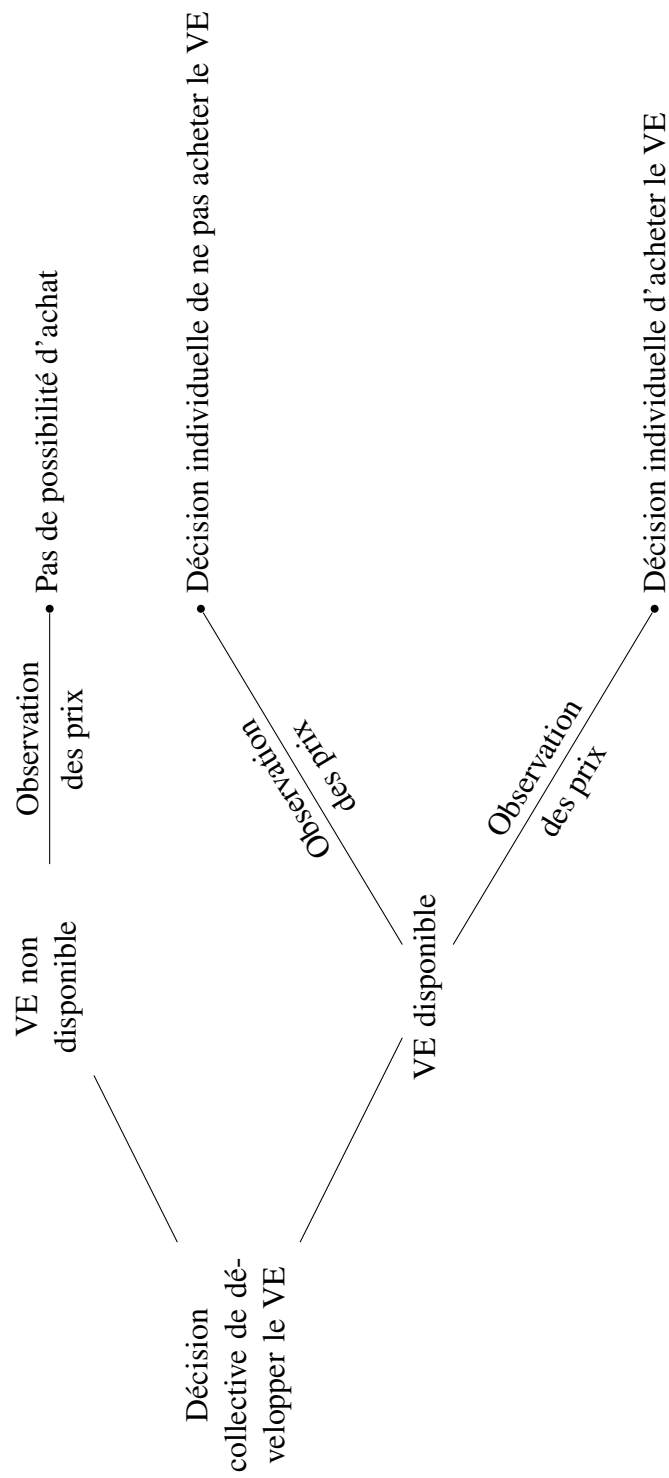 Décision
collective de dé-
velopper le VE
VE non
disponible
Observation
des prix
Pas de possibilité d’achat
VE disponible
Observation
des prix
Décision individuelle de ne pas acheter le VE
Observation
des prix
Décision individuelle d’acheter le VE